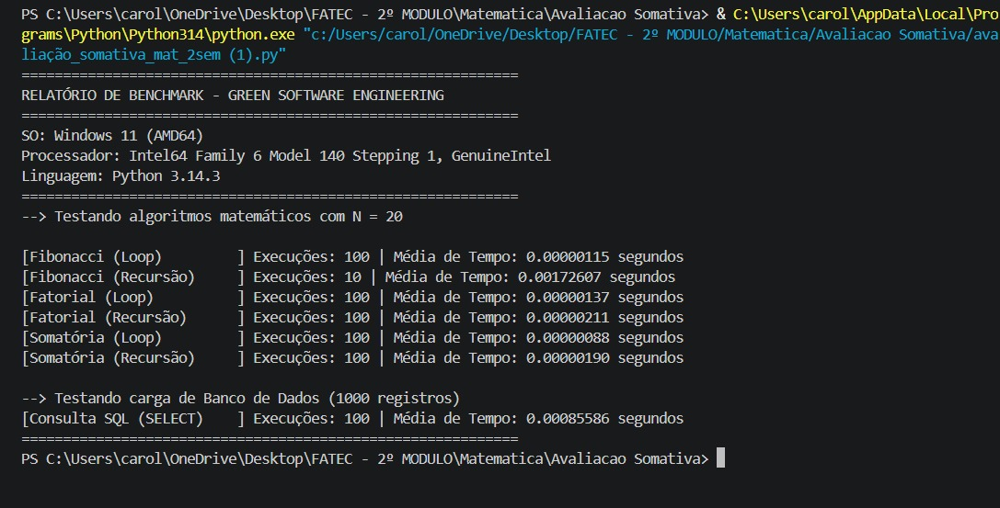 PS C:\Users\carol\OneDrive\Desktop\FATEC - 2º MODULO\Matematica\Avaliacao Somativa> & C:\Users\carol\AppData\Local\Pro
grams\Python\Python314\python.exe "c:/Users/carol/OneDrive/Desktop/FATEC - 2º MODULO/Matematica/Avaliacao Somativa/ava
liação_somativa_mat_2sem (1).py"
============================================================
RELATÓRIO DE BENCHMARK - GREEN SOFTWARE ENGINEERING
============================================================
SO: Windows 11 (AMD64)
Processador: Intel64 Family 6 Model 140 Stepping 1, GenuineIntel
Linguagem: Python 3.14.3
============================================================
--> Testando algoritmos matemáticos com N = 20
[Fibonacci (Loop)         ] Execuções: 100 | Média de Tempo: 0.00000115 segundos
[Fibonacci (Recursão)     ] Execuções: 10 | Média de Tempo: 0.00172607 segundos
[Fatorial (Loop)          ] Execuções: 100 | Média de Tempo: 0.00000137 segundos
[Fatorial (Recursão)      ] Execuções: 100 | Média de Tempo: 0.00000211 segundos
[Somatória (Loop)         ] Execuções: 100 | Média de Tempo: 0.00000088 segundos
[Somatória (Recursão)     ] Execuções: 100 | Média de Tempo: 0.00000190 segundos
--> Testando carga de Banco de Dados (1000 registros)
[Consulta SQL (SELECT)    ] Execuções: 100 | Média de Tempo: 0.00085586 segundos
============================================================
PS C:\Users\carol\OneDrive\Desktop\FATEC - 2º MODULO\Matematica\Avaliacao Somativa>